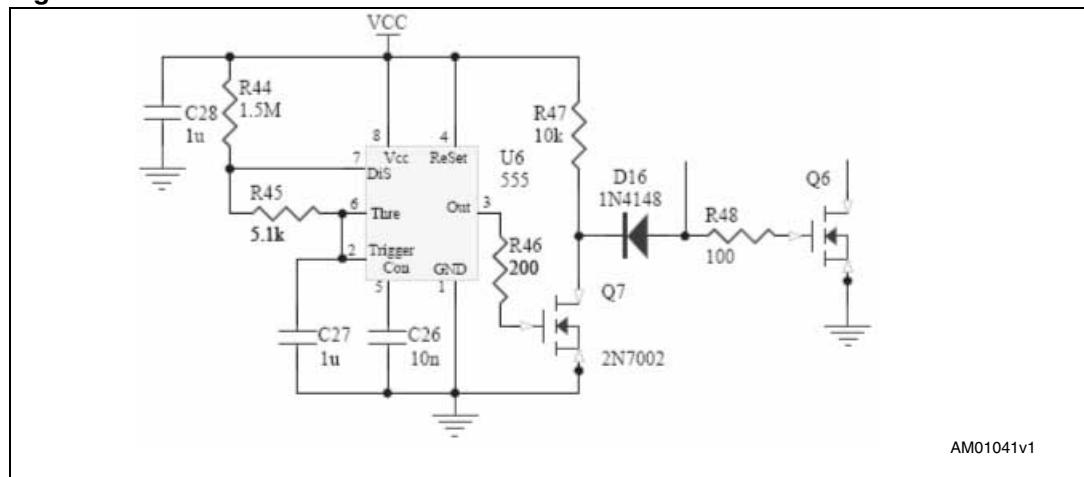 VCC
R44
1.5M
C28
1u
R47
10k
8
4
Vcc
ReSet
U6
555
7
DiS
D16
1N4148
Q6
R45
5.1k
6
Thre
Out
3
R48
100
R46
200
2
Trigger
Con
GND
5
1
Q7
C27
1u
C26
10n
2N7002
AM01041v1